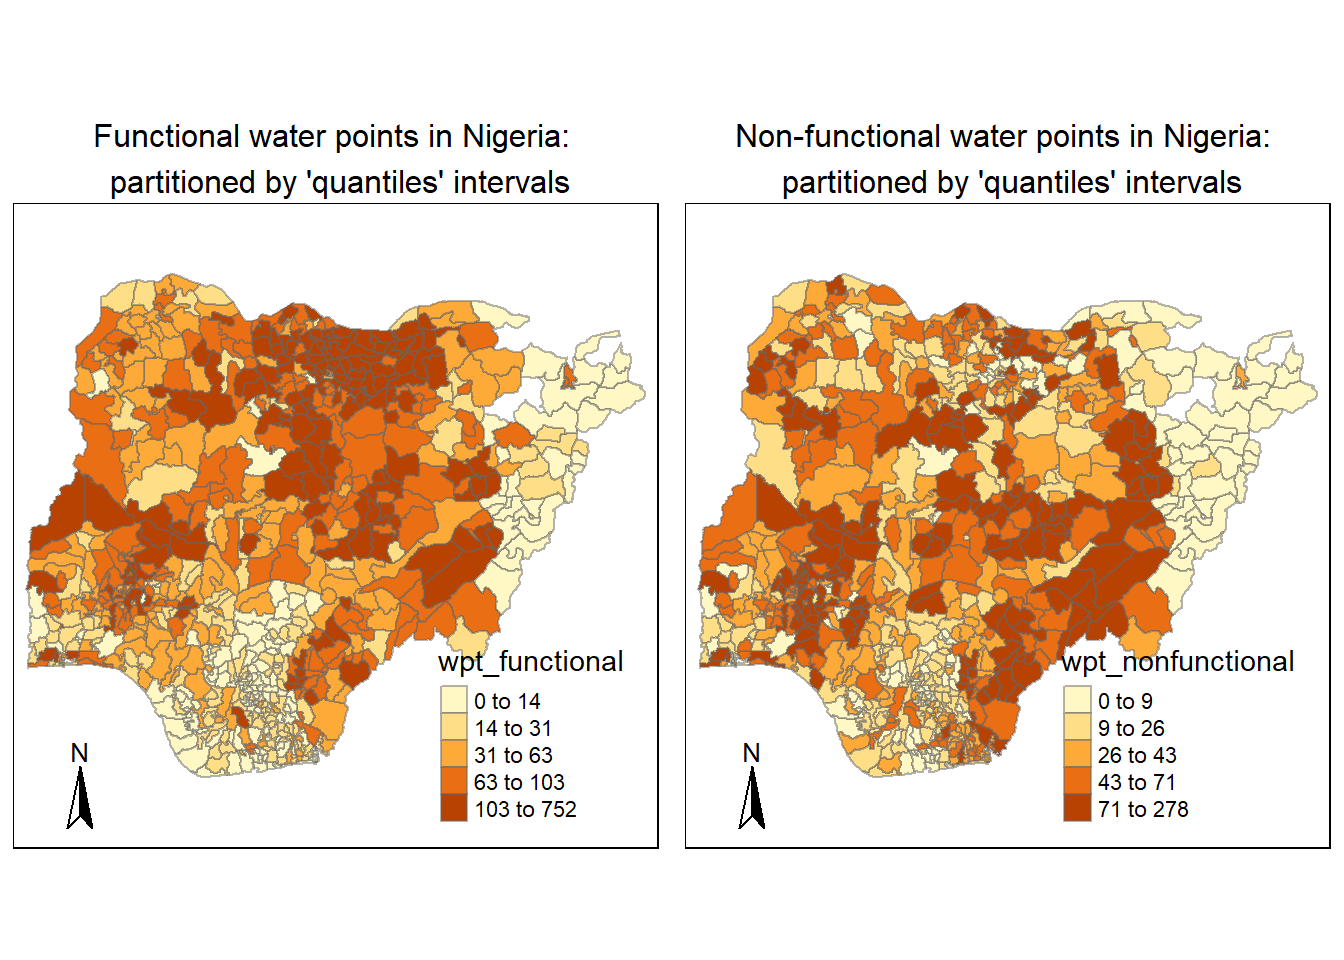 Functional water points in Nigeria:
partitioned by 'quantiles' intervals
wpt_functional
0 to 14
14 to 31
31 to 63
63 to 103
103 to 752
N
Non-functional water points in Nigeria:
partitioned by 'quantiles' intervals
wpt_nonfunctional
0 to 9
9 to 26
26 to 43
43 to 71
71 to 278
N